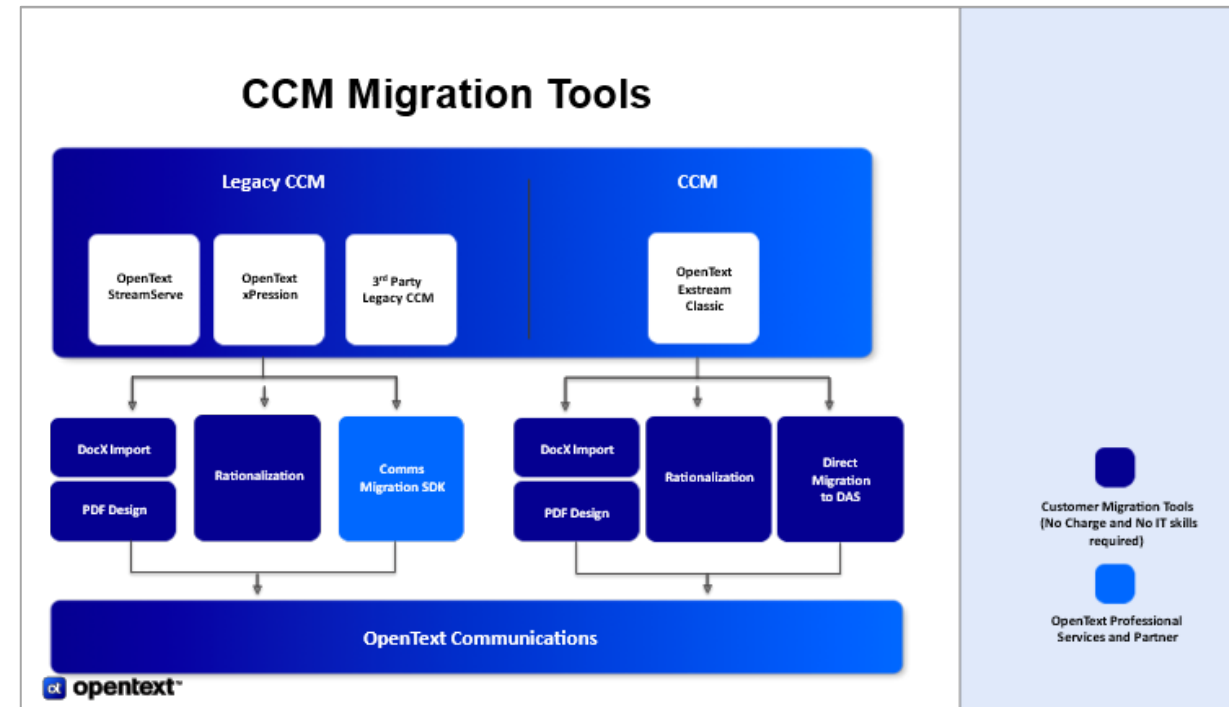 CCM Migration Tools
Legacy CCM
CCM
OpenText
StreamServe
OpenText
xPression
3rd Party
Legacy CCM
OpenText
Exstream
Classic
DocX Import
PDF Design
Rationalization
Comms
Migration SDK
DocX Import
PDF Design
Rationalization
Direct
Migration
to DAS
OpenText Communications
ot opentext™
Customer Migration Tools
(No Charge and No IT skills
required)
OpenText Professional
Services and Partner